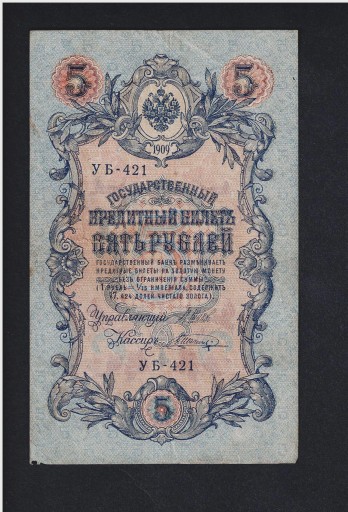 5 5
1909
УБ-421
ГОСУДАРСТВЕННЫЙ
КРЕДИТНЫЙ БИЛЕТЪ
ПЯТЬ РУБЛЕЙ
ГОСУДАРСТВЕННЫЙ БАНКЪ РАЗМѢНИВАЕТЪ
КРЕДИТНЫЕ БИЛЕТЫ НА ЗОЛОТУЮ МОНЕТУ
БЕЗЪ ОГРАНИЧЕНІЯ СУММЫ
(1 РУБЛЬ = 1/15 ИМПЕРІАЛА, СОДЕРЖИТЪ
17,424 ДОЛЕЙ ЧИСТАГО ЗОЛОТА).
Управляющій
Кассиръ
УБ-421
5